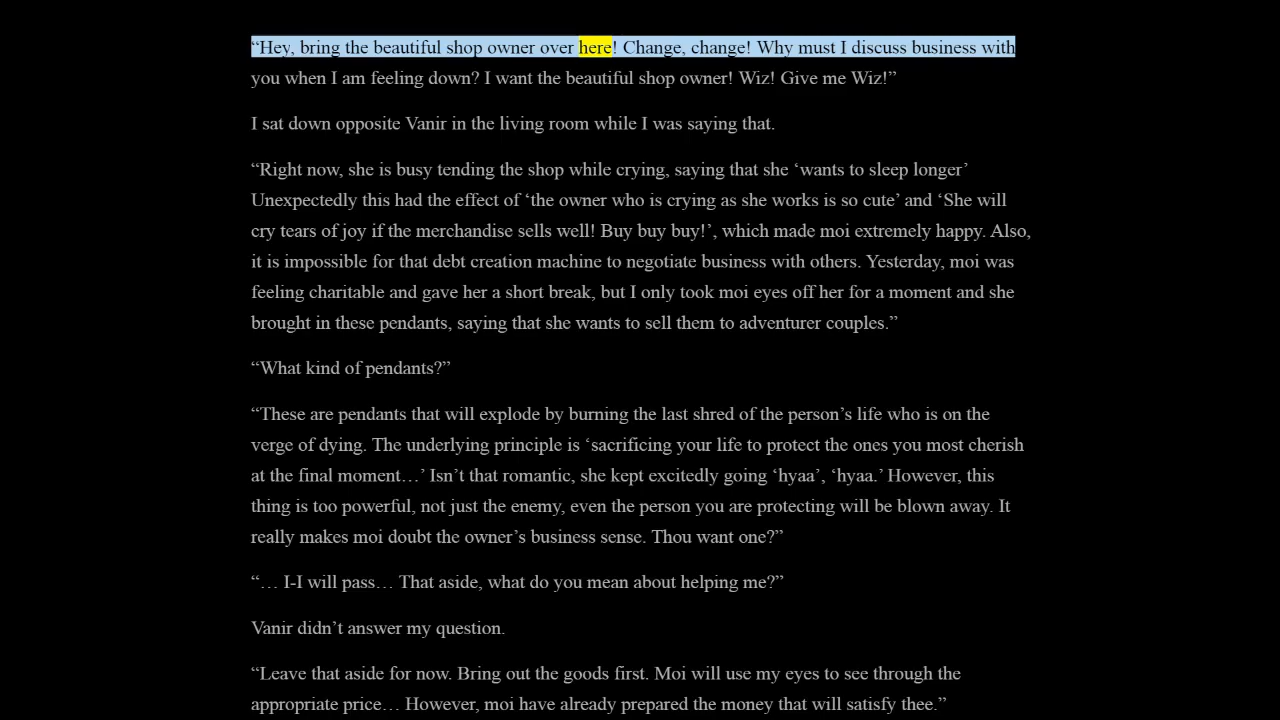 “Hey, bring the beautiful shop owner over here! Change, change! Why must I discuss business with
you when I am feeling down? I want the beautiful shop owner! Wiz! Give me Wiz!”
I sat down opposite Vanir in the living room while I was saying that.
“Right now, she is busy tending the shop while crying, saying that she ‘wants to sleep longer’
Unexpectedly this had the effect of ‘the owner who is crying as she works is so cute’ and ‘She will
cry tears of joy if the merchandise sells well! Buy buy buy!’, which made moi extremely happy. Also,
it is impossible for that debt creation machine to negotiate business with others. Yesterday, moi was
feeling charitable and gave her a short break, but I only took moi eyes off her for a moment and she
brought in these pendants, saying that she wants to sell them to adventurer couples.”
“What kind of pendants?”
“These are pendants that will explode by burning the last shred of the person’s life who is on the
verge of dying. The underlying principle is ‘sacrificing your life to protect the ones you most cherish
at the final moment…’ Isn’t that romantic, she kept excitedly going ‘hyaa’, ‘hyaa.’ However, this
thing is too powerful, not just the enemy, even the person you are protecting will be blown away. It
really makes moi doubt the owner’s business sense. Thou want one?”
“… I-I will pass… That aside, what do you mean about helping me?”
Vanir didn’t answer my question.
“Leave that aside for now. Bring out the goods first. Moi will use my eyes to see through the
appropriate price… However, moi have already prepared the money that will satisfy thee.”